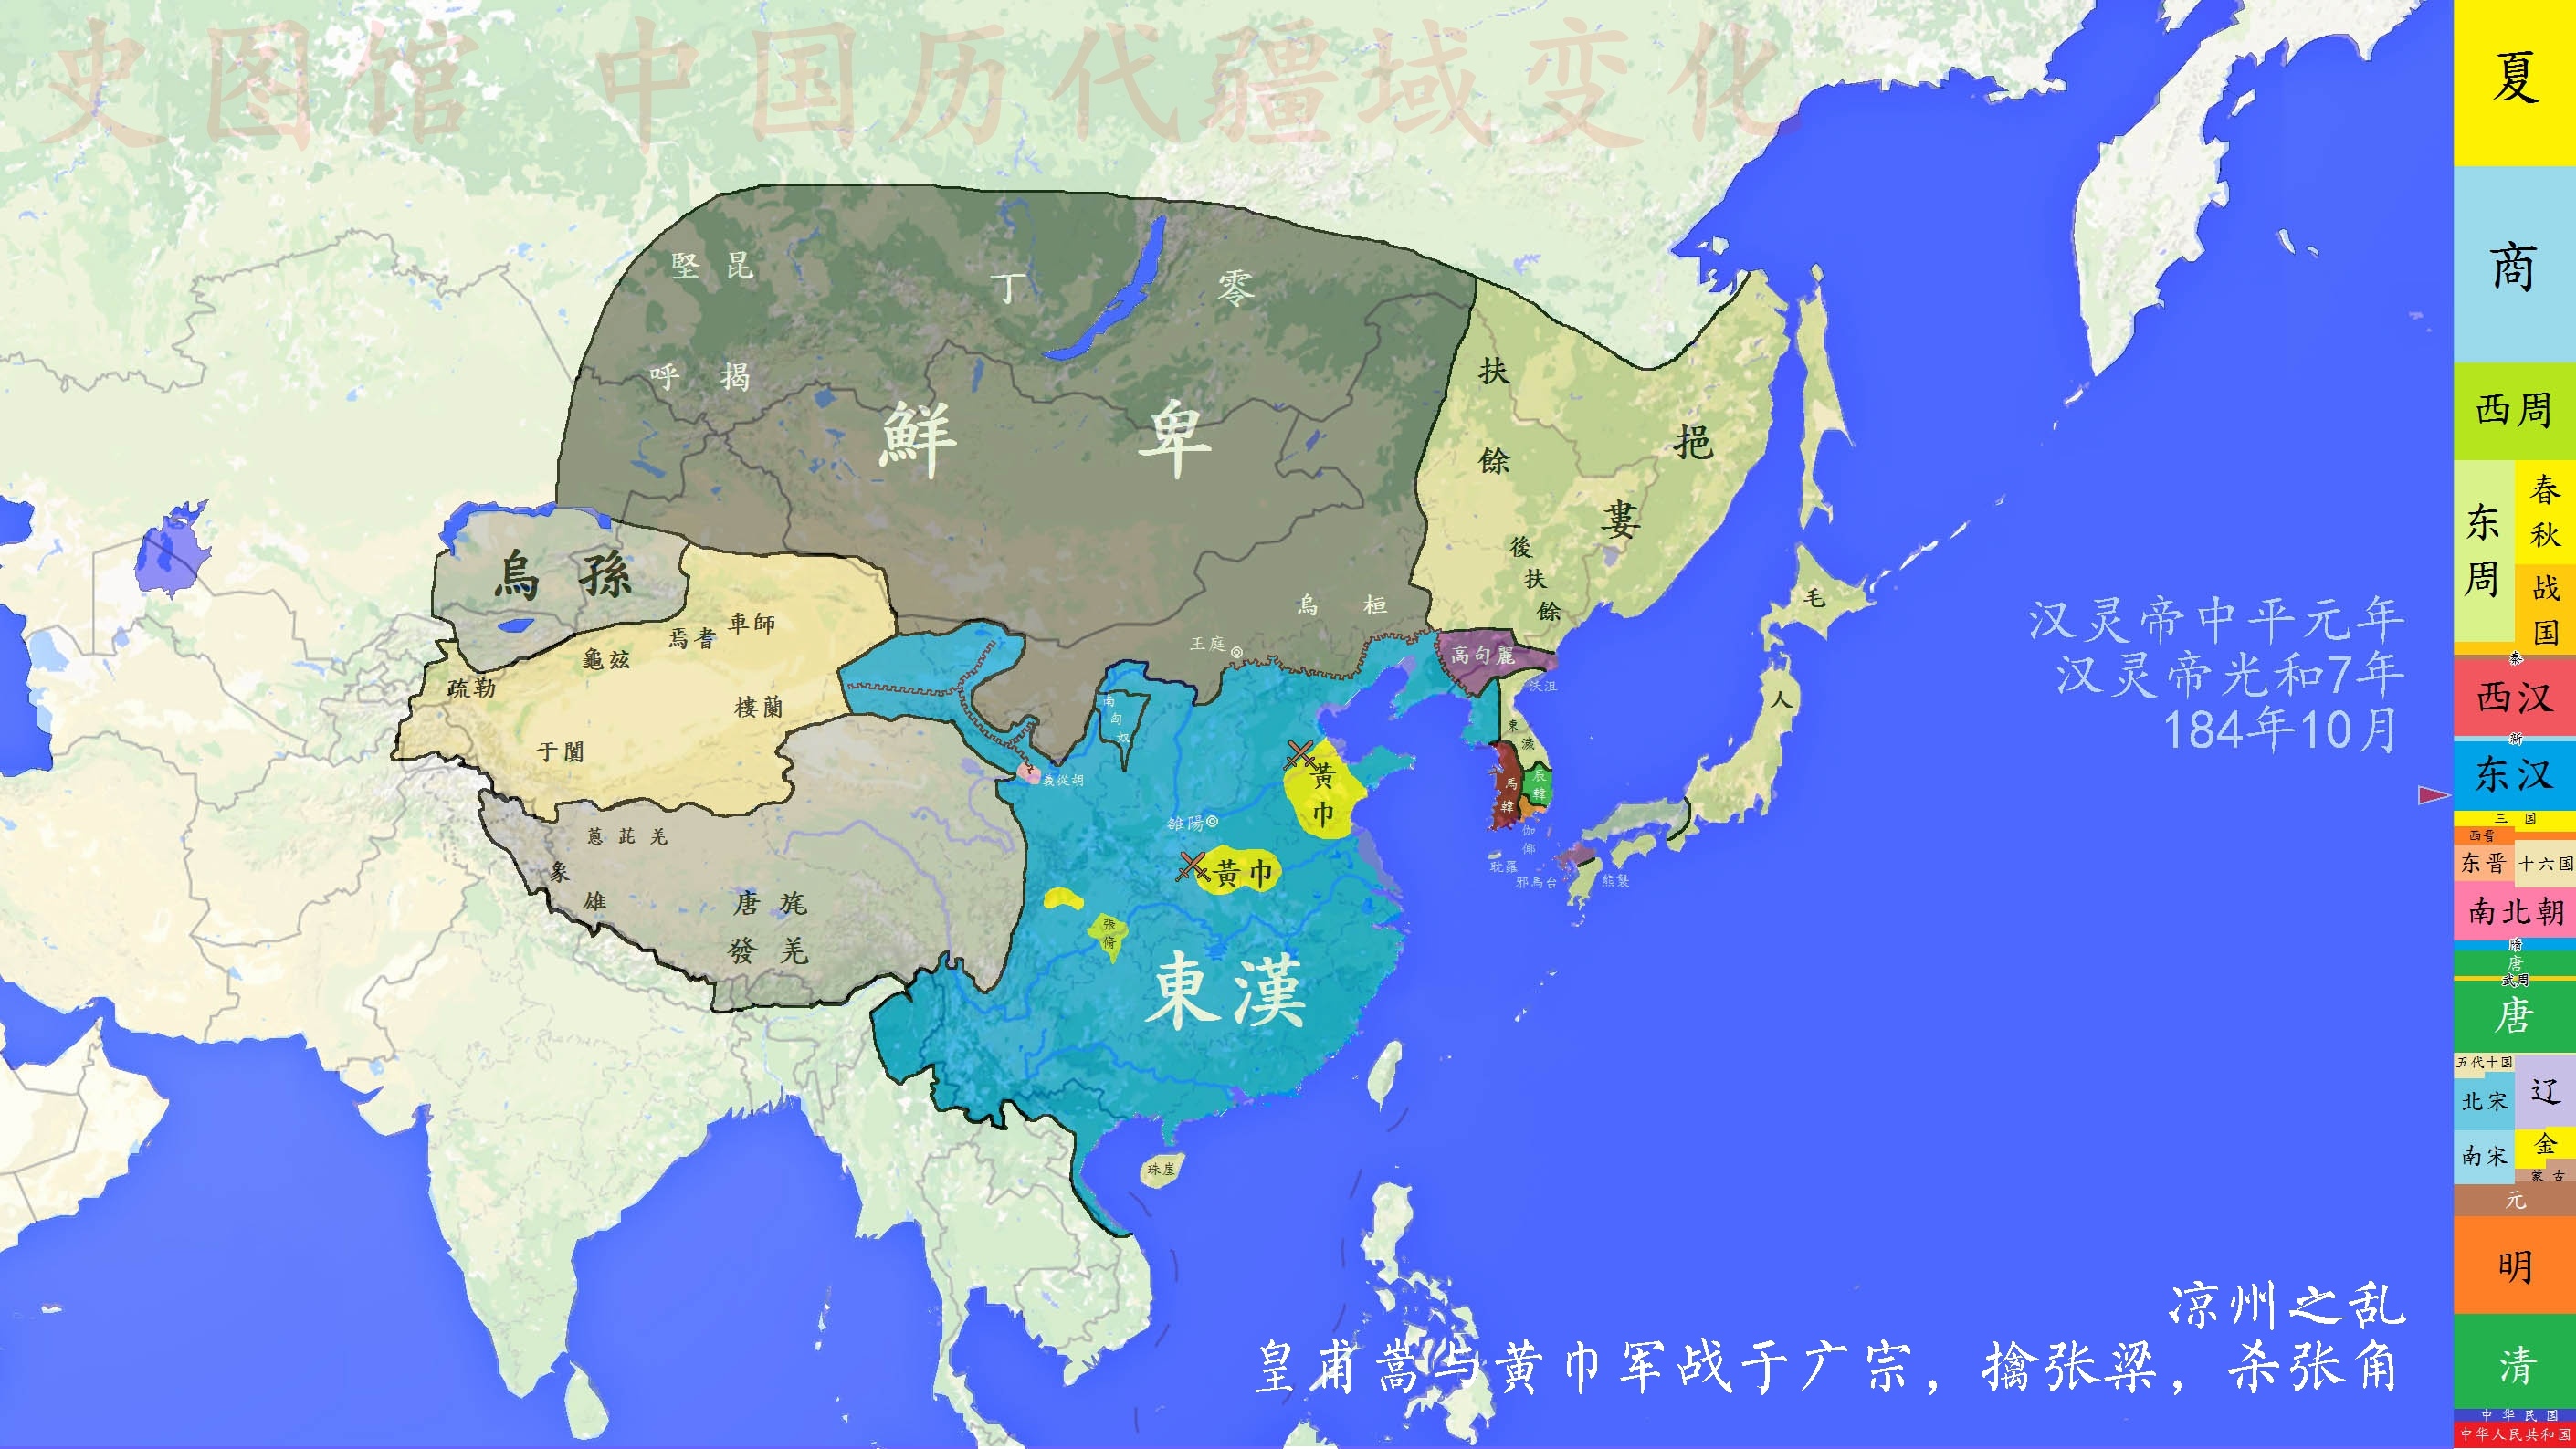 史图馆 中国历代疆域变化
堅昆
丁零
呼揭
鮮卑
扶餘
挹婁
後扶餘
烏孫
烏桓
王庭
車師
焉耆
龜玆
疏勒
樓蘭
于闐
高句麗
沃沮
東濊
南匈奴
義從胡
毛人
馬韓
辰韓
伽倻
耽羅
邪馬台
熊襲
黃巾
雒陽
黃巾
張脩
蔥茈羌
象雄
唐旄
發羌
東漢
珠崖
汉灵帝中平元年
汉灵帝光和7年
184年10月
凉州之乱
皇甫嵩与黄巾军战于广宗，擒张梁，杀张角
夏
商
西周
东周
春秋
战国
秦
西汉
新
东汉
三国
西晋
东晋
十六国
南北朝
隋
唐
武周
唐
五代十国
辽
北宋
南宋
金
蒙古
元
明
清
中华民国
中华人民共和国